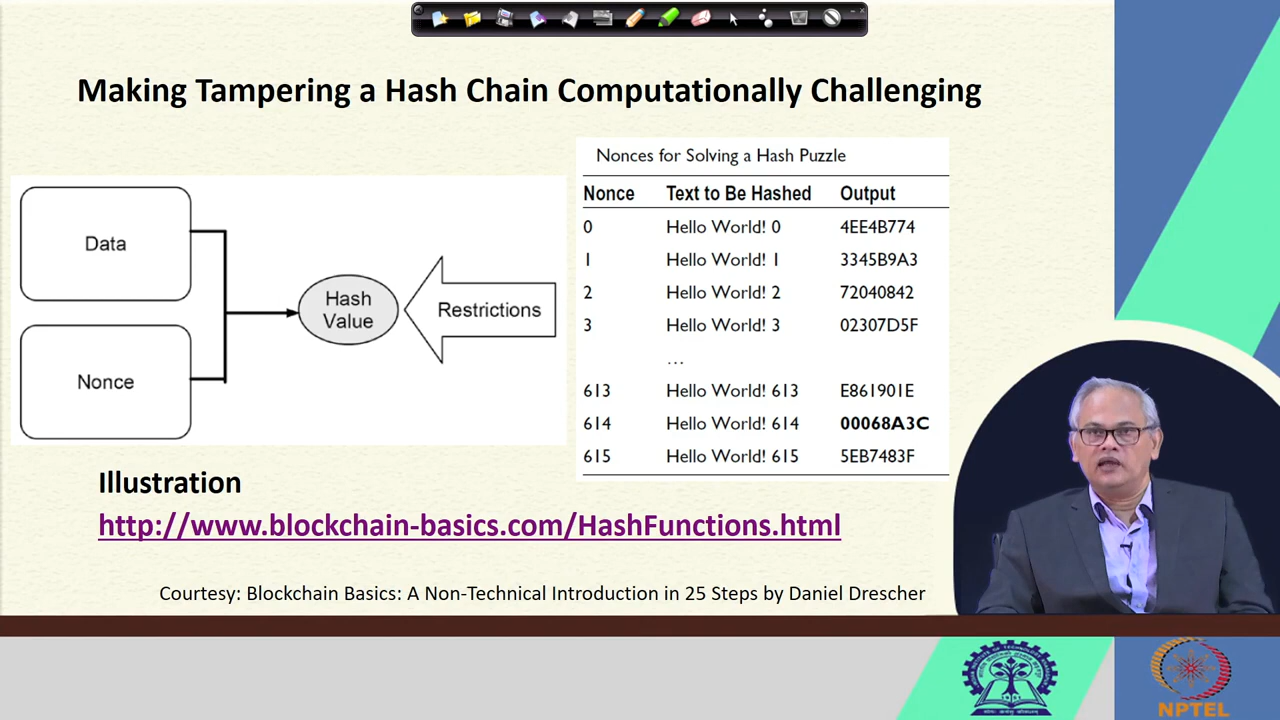 Making Tampering a Hash Chain Computationally Challenging
Data
Nonce
Hash
Value
Restrictions
Nonces for Solving a Hash Puzzle
Nonce Text to Be Hashed Output
0 Hello World! 0 4EE4B774
1 Hello World! 1 3345B9A3
2 Hello World! 2 72040842
3 Hello World! 3 02307D5F
...
613 Hello World! 613 E861901E
614 Hello World! 614 00068A3C
615 Hello World! 615 5EB7483F
Illustration
http://www.blockchain-basics.com/HashFunctions.html
Courtesy: Blockchain Basics: A Non-Technical Introduction in 25 Steps by Daniel Drescher
NPTEL